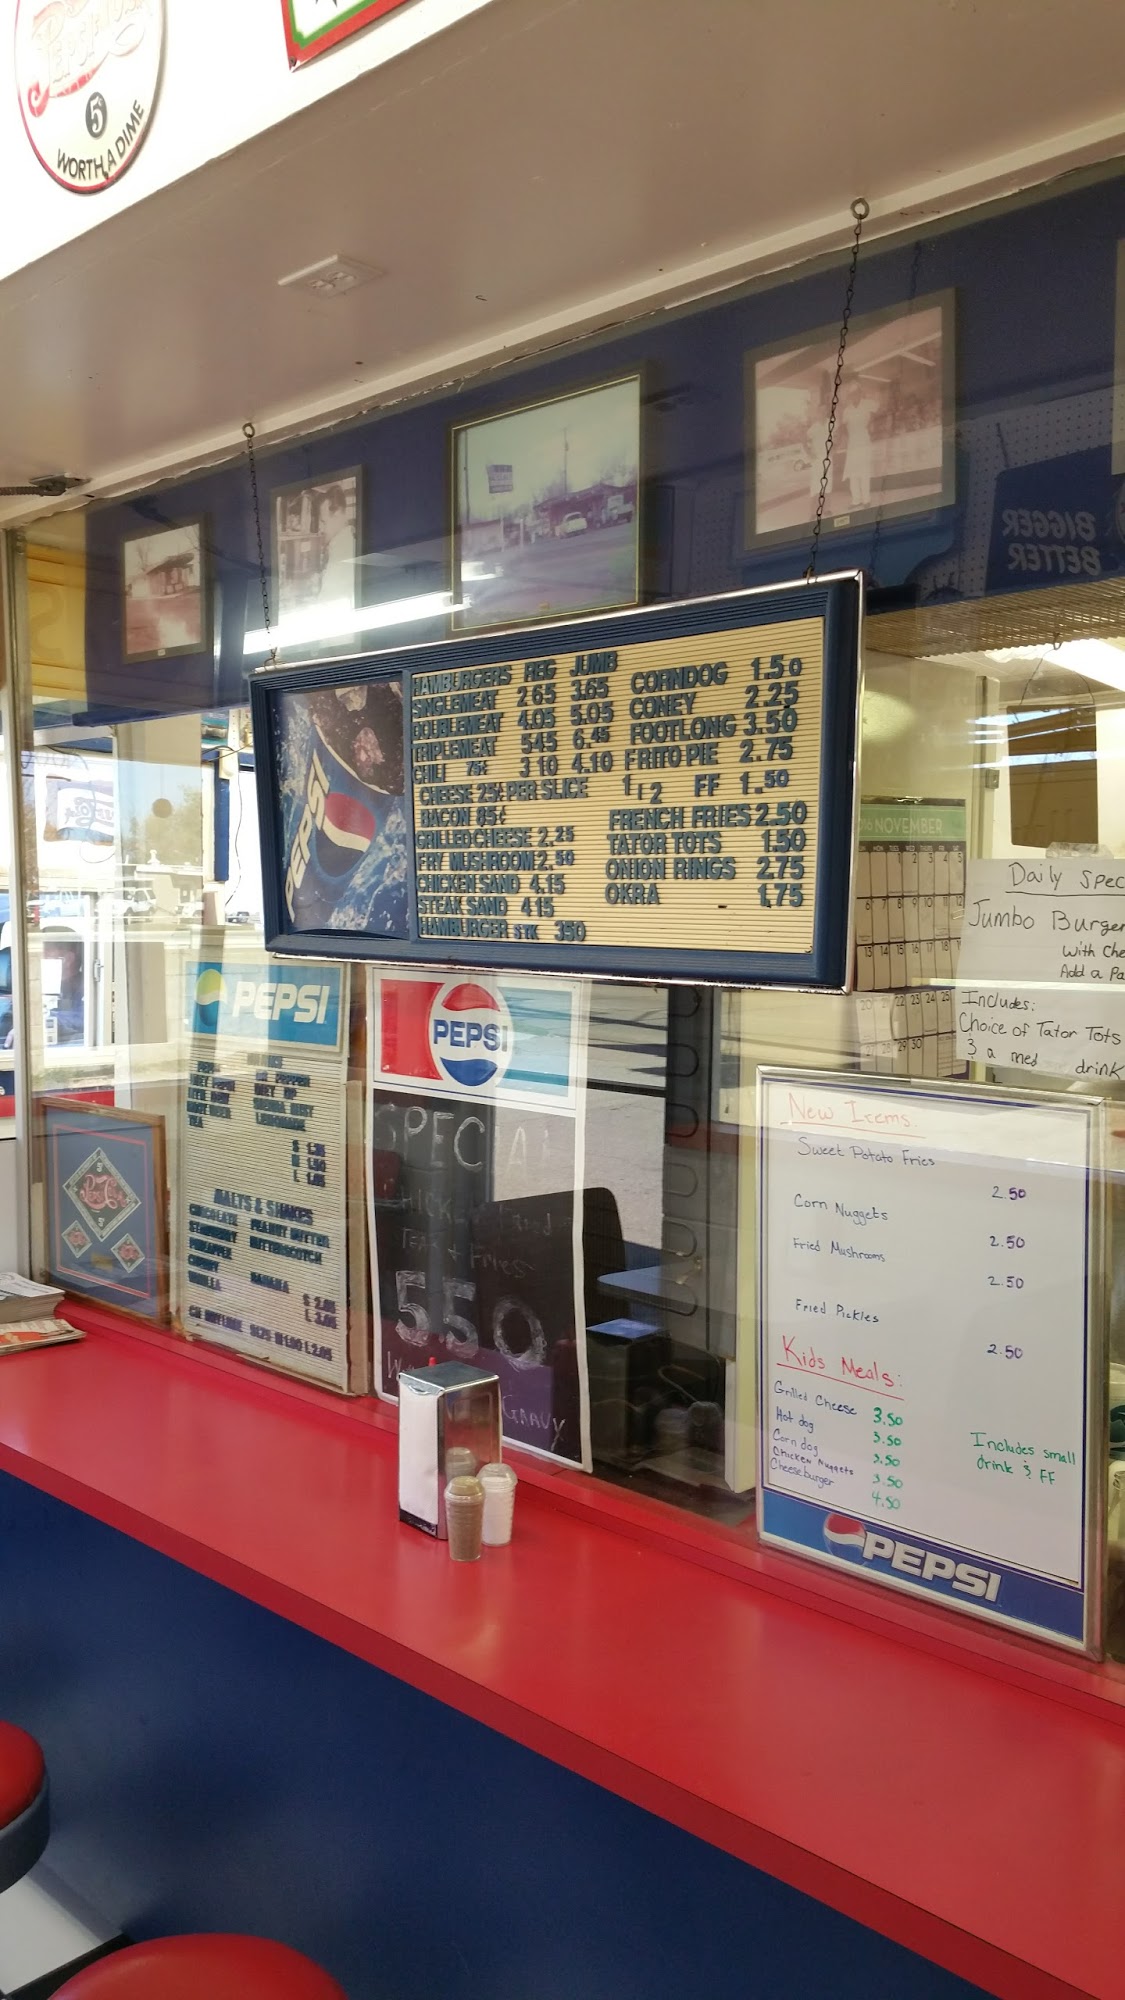 PEPSI-COLA
5¢
WORTH A DIME
BIGGER
BETTER
HAMBURGERS REG JUMB
SINGLEMEAT 2.65 3.65
DOUBLEMEAT 4.05 5.05
TRIPLEMEAT 545 6.45
CHILI 75¢ 3 10 4.10
CHEESE 25¢ PER SLICE
BACON 85¢
GRILLED CHEESE 2.25
FRY MUSHROOM 2.50
CHICKEN SAND 4.15
STEAK SAND 4 15
HAMBURGER STK 350
CORNDOG 1.50
CONEY 2.25
FOOTLONG 3.50
FRITO PIE 2.75
1/2 FF 1.50
FRENCH FRIES 2.50
TATOR TOTS 1.50
ONION RINGS 2.75
OKRA 1.75
PEPSI
NOVEMBER
Daily Spec
Jumbo Burger
with Che
Add a Pa
Includes:
Choice of Tator Tots
& a med drink
PEPSI
LEMONADE
MALTS & SHAKES
CHOCOLATE PEANUT BUTTER
STRAWBERRY BUTTERSCOTCH
PINEAPPLE
CHERRY BANANA
VANILLA
PEPSI
SPECIAL
Fries
5.50
GRAVY
New Items:
Sweet Potato Fries
2.50
Corn Nuggets
2.50
Fried Mushrooms
2.50
Fried Pickles
2.50
Kids Meals:
Grilled Cheese 3.50
Hot dog 3.50
Corn dog 3.50
Chicken Nuggets 3.50
Cheeseburger 4.50
Includes small
drink & FF
PEPSI